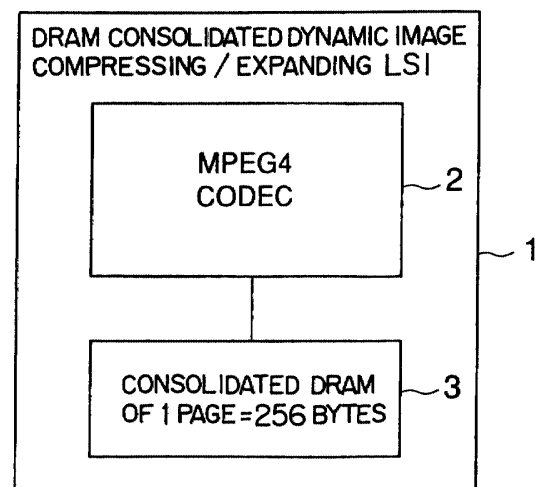 DRAM CONSOLIDATED DYNAMIC IMAGE
COMPRESSING / EXPANDING LSI
MPEG4
CODEC
2
1
CONSOLIDATED DRAM
OF 1 PAGE=256 BYTES
3